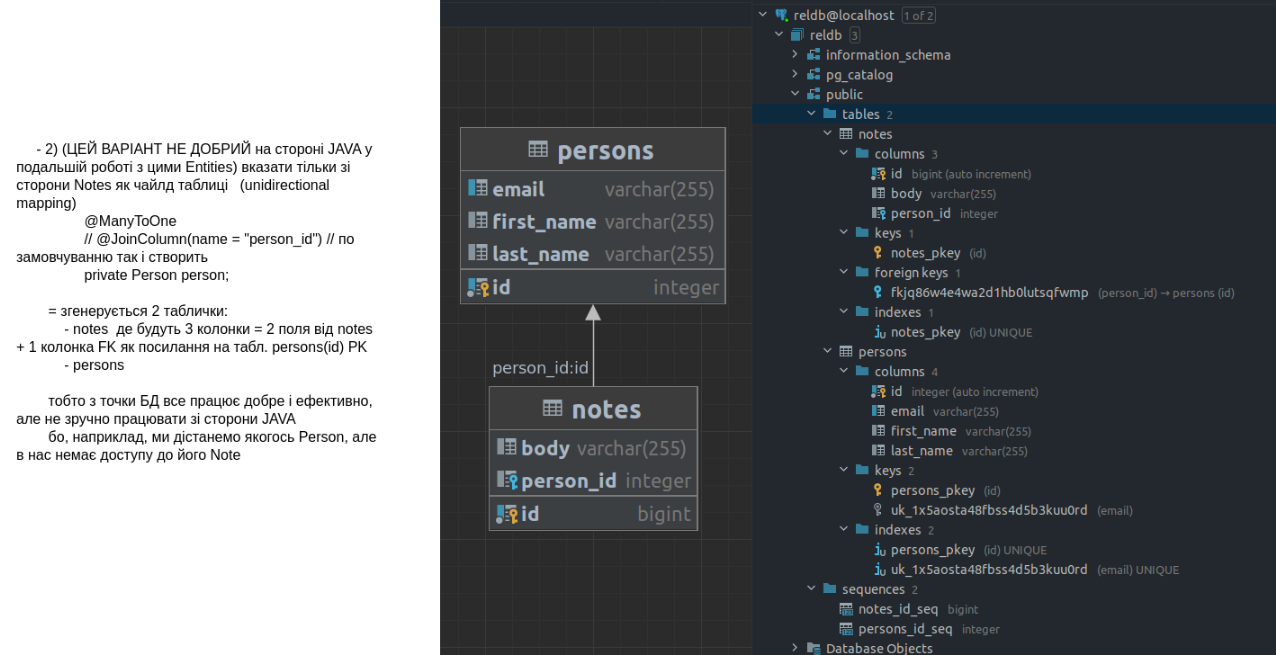 - 2) (ЦЕЙ ВАРІАНТ НЕ ДОБРИЙ на стороні JAVA у
подальшій роботі з цими Entities) вказати тільки зі
сторони Notes як чайлд таблиці (unidirectional
mapping)
@ManyToOne
// @JoinColumn(name = "person_id") // по
замовчуванню так і створить
private Person person;
= згенерується 2 таблички:
- notes де будуть 3 колонки = 2 поля від notes
+ 1 колонка FK як посилання на табл. persons(id) PK
- persons
тобто з точки БД все працює добре і ефективно,
але не зручно працювати зі сторони JAVA
бо, наприклад, ми дістанемо якогось Person, але
в нас немає доступу до його Note
persons
email varchar(255)
first_name varchar(255)
last_name varchar(255)
id integer
person_id:id
notes
body varchar(255)
person_id integer
id bigint
reldb@localhost 1 of 2
reldb 3
information_schema
pg_catalog
public
tables 2
notes
columns 3
id bigint (auto increment)
body varchar(255)
person_id integer
keys 1
notes_pkey (id)
foreign keys 1
fkjq86w4e4wa2d1hb0lutsqfwmp (person_id) → persons (id)
indexes 1
notes_pkey (id) UNIQUE
persons
columns 4
id integer (auto increment)
email varchar(255)
first_name varchar(255)
last_name varchar(255)
keys 2
persons_pkey (id)
uk_1x5aosta48fbss4d5b3kuu0rd (email)
indexes 2
persons_pkey (id) UNIQUE
uk_1x5aosta48fbss4d5b3kuu0rd (email) UNIQUE
sequences 2
notes_id_seq bigint
persons_id_seq integer
Database Objects